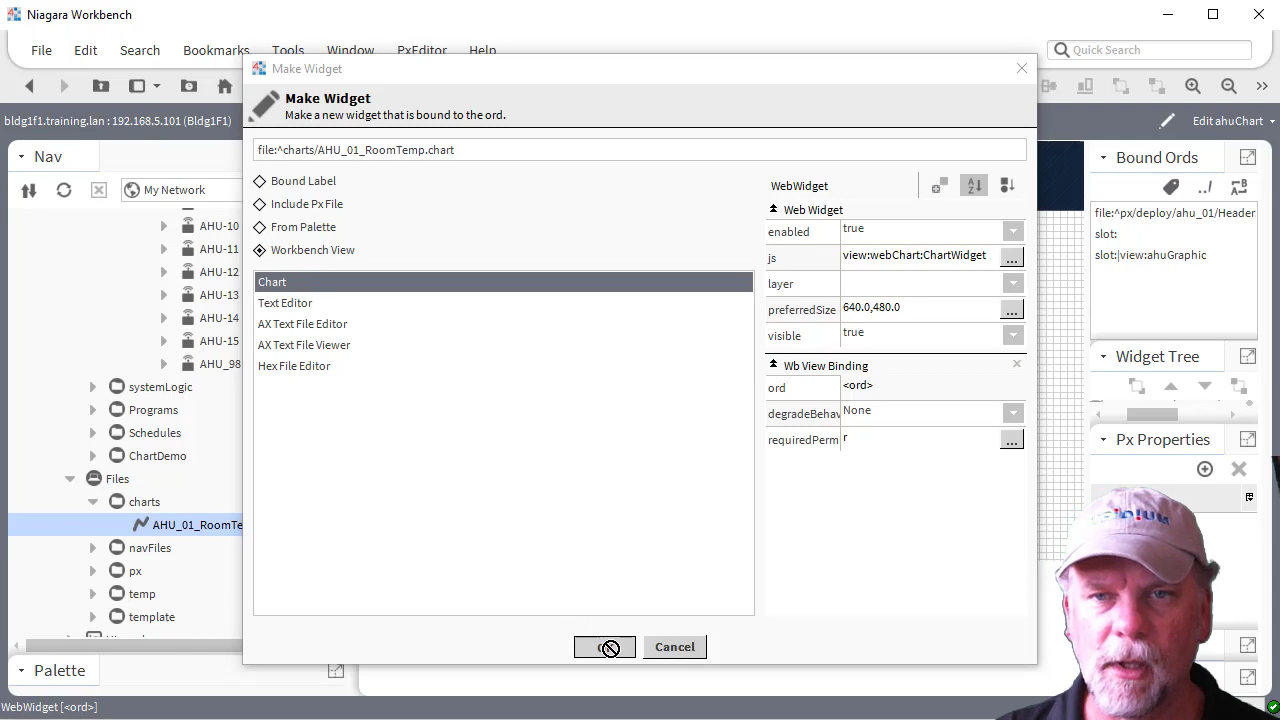 Niagara Workbench
File Edit Search Bookmarks Tools Window PxEditor Help
Quick Search
bldg1f1.training.lan : 192.168.5.101 (Bldg1F1)
Edit ahuChart
Nav
My Network
AHU-10
AHU-11
AHU-12
AHU-13
AHU-14
AHU-15
AHU_98
systemLogic
Programs
Schedules
ChartDemo
Files
charts
AHU_01_RoomTe
navFiles
px
temp
template
Palette
WebWidget [<ord>]
Make Widget
Make Widget
Make a new widget that is bound to the ord.
file:^charts/AHU_01_RoomTemp.chart
Bound Label
Include Px File
From Palette
Workbench View
Chart
Text Editor
AX Text File Editor
AX Text File Viewer
Hex File Editor
WebWidget
Web Widget
enabled true
js view:webChart:ChartWidget
layer
preferredSize 640.0,480.0
visible true
Wb View Binding
ord <ord>
degradeBehav None
requiredPerm r
Cancel
Bound Ords
file:^px/deploy/ahu_01/Header
slot:
slot:|view:ahuGraphic
Widget Tree
Px Properties